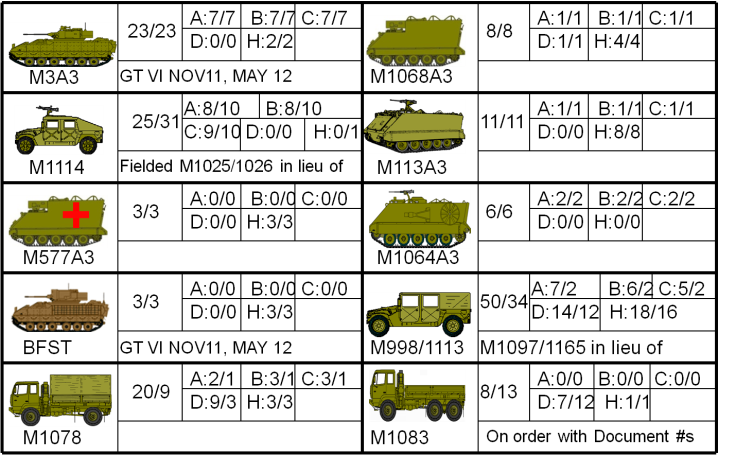 23/23 A:7/7 B:7/7 C:7/7
D:0/0 H:2/2
M3A3 GT VI NOV11, MAY 12
8/8 A:1/1 B:1/1 C:1/1
D:1/1 H:4/4
M1068A3
25/31 A:8/10 B:8/10
C:9/10 D:0/0 H:0/1
M1114 Fielded M1025/1026 in lieu of
11/11 A:1/1 B:1/1 C:1/1
D:0/0 H:8/8
M113A3
3/3 A:0/0 B:0/0 C:0/0
D:0/0 H:3/3
M577A3
6/6 A:2/2 B:2/2 C:2/2
D:0/0 H:0/0
M1064A3
3/3 A:0/0 B:0/0 C:0/0
D:0/0 H:3/3
BFST GT VI NOV11, MAY 12
50/34 A:7/2 B:6/2 C:5/2
D:14/12 H:18/16
M998/1113 M1097/1165 in lieu of
20/9 A:2/1 B:3/1 C:3/1
D:9/3 H:3/3
M1078
8/13 A:0/0 B:0/0 C:0/0
D:7/12 H:1/1
M1083 On order with Document #s